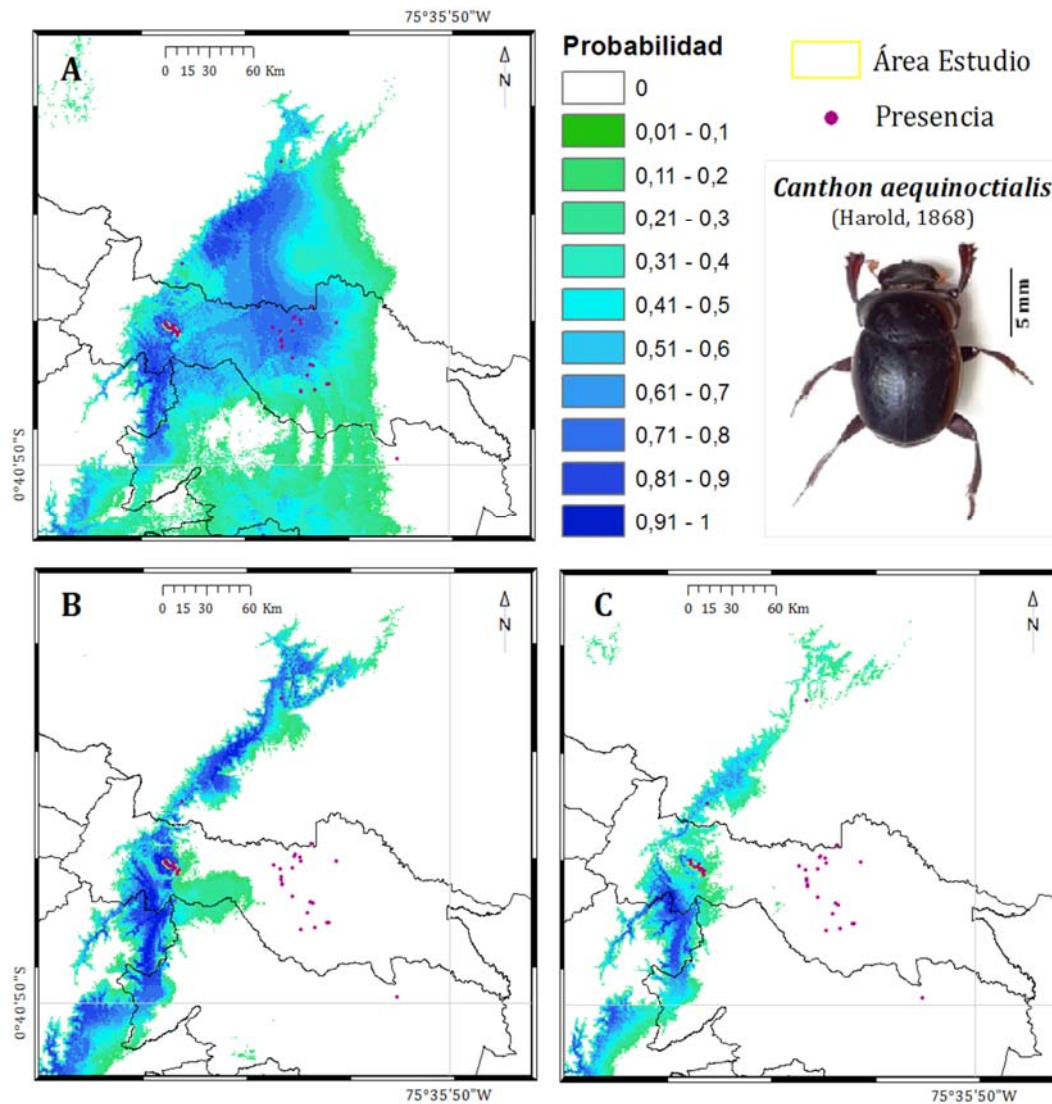 75°35'50"W
A
0 15 30 60 Km
N
0°40'50"S
Probabilidad
0
0,01 - 0,1
0,11 - 0,2
0,21 - 0,3
0,31 - 0,4
0,41 - 0,5
0,51 - 0,6
0,61 - 0,7
0,71 - 0,8
0,81 - 0,9
0,91 - 1
Área Estudio
Presencia
Canthon aequinoctialis
(Harold, 1868)
5 mm
B
0 15 30 60 Km
N
0°40'50"S
75°35'50"W
C
0 15 30 60 Km
N
75°35'50"W